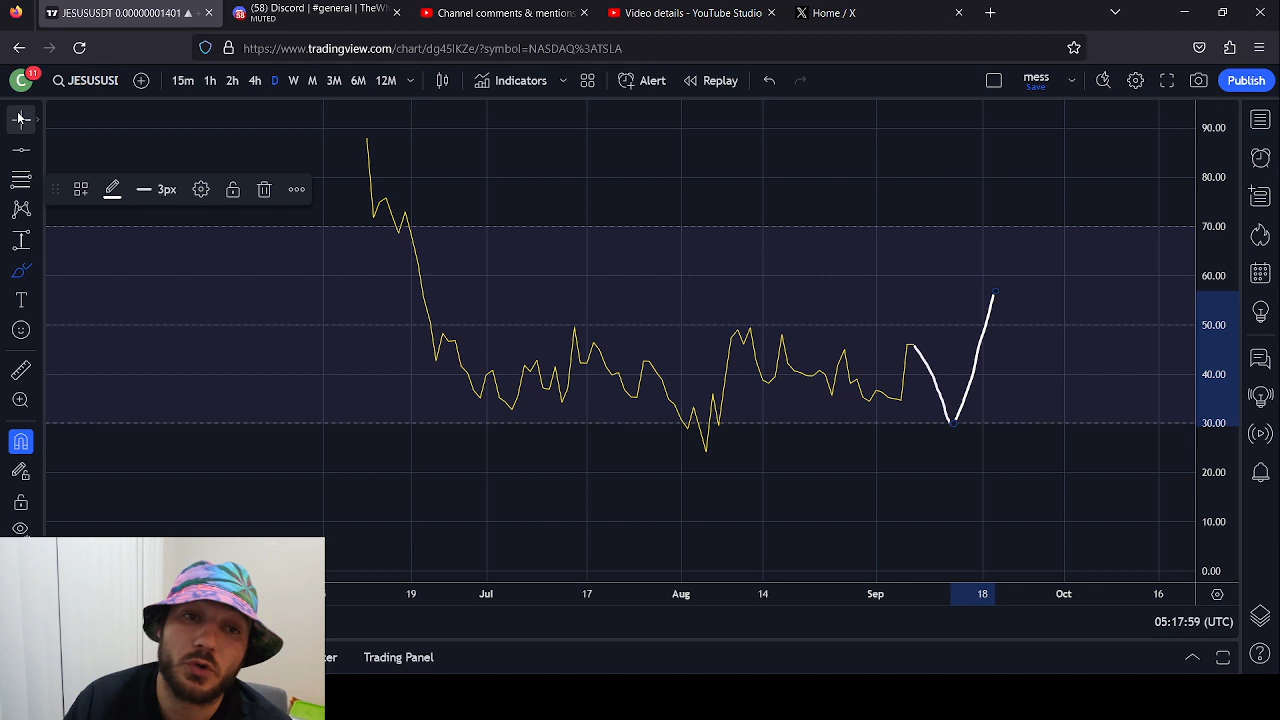 JESUSUSDT 0.00000001401 ▲
(58) Discord | #general | TheWh
MUTED
Channel comments & mentions
Video details - YouTube Studio
Home / X
https://www.tradingview.com/chart/dg45lKZe/?symbol=NASDAQ%3ATSLA
C 11
JESUSUSI
15m 1h 2h 4h D W M 3M 6M 12M
Indicators
Alert
Replay
mess
Save
Publish
3px
90.00
80.00
70.00
60.00
50.00
40.00
30.00
20.00
10.00
0.00
19 Jul 17 Aug 14 Sep 18 Oct 16
05:17:59 (UTC)
Trading Panel